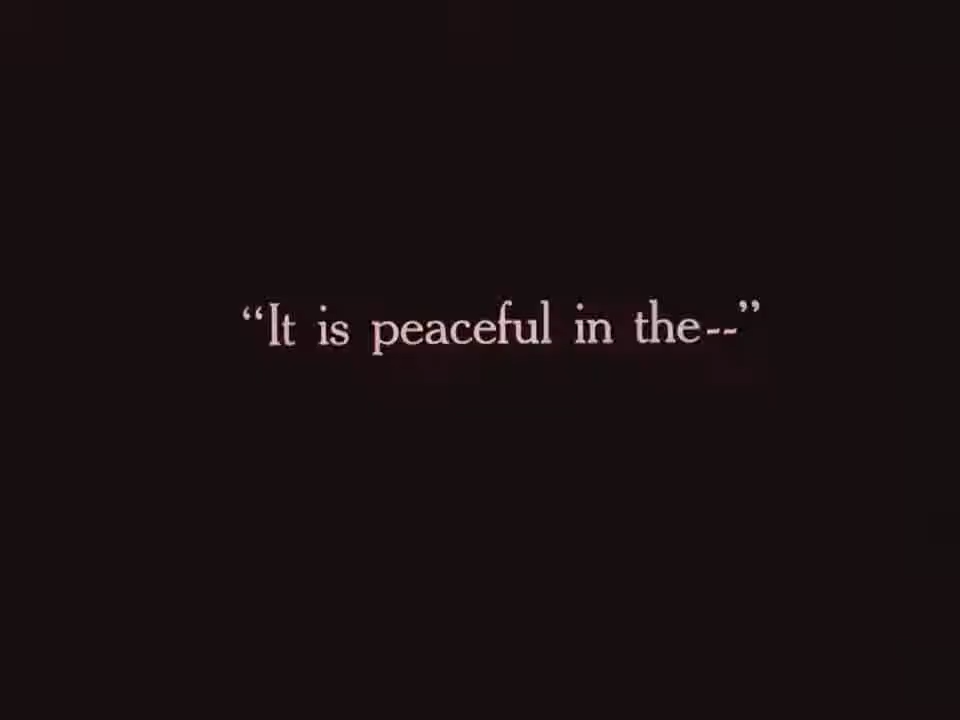 “It is peaceful in the--”